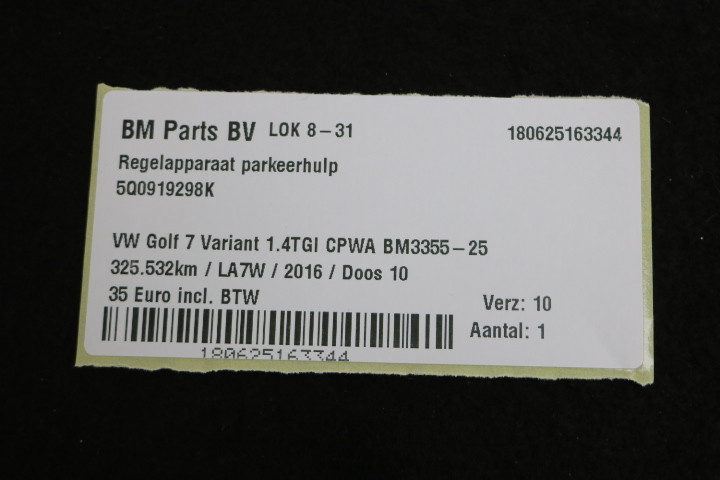 BM Parts BV LOK 8-31 180625163344
Regelapparaat parkeerhulp
5Q0919298K
VW Golf 7 Variant 1.4TGI CPWA BM3355-25
325.532km / LA7W / 2016 / Doos 10
35 Euro incl. BTW Verz: 10
Aantal: 1
180625163344